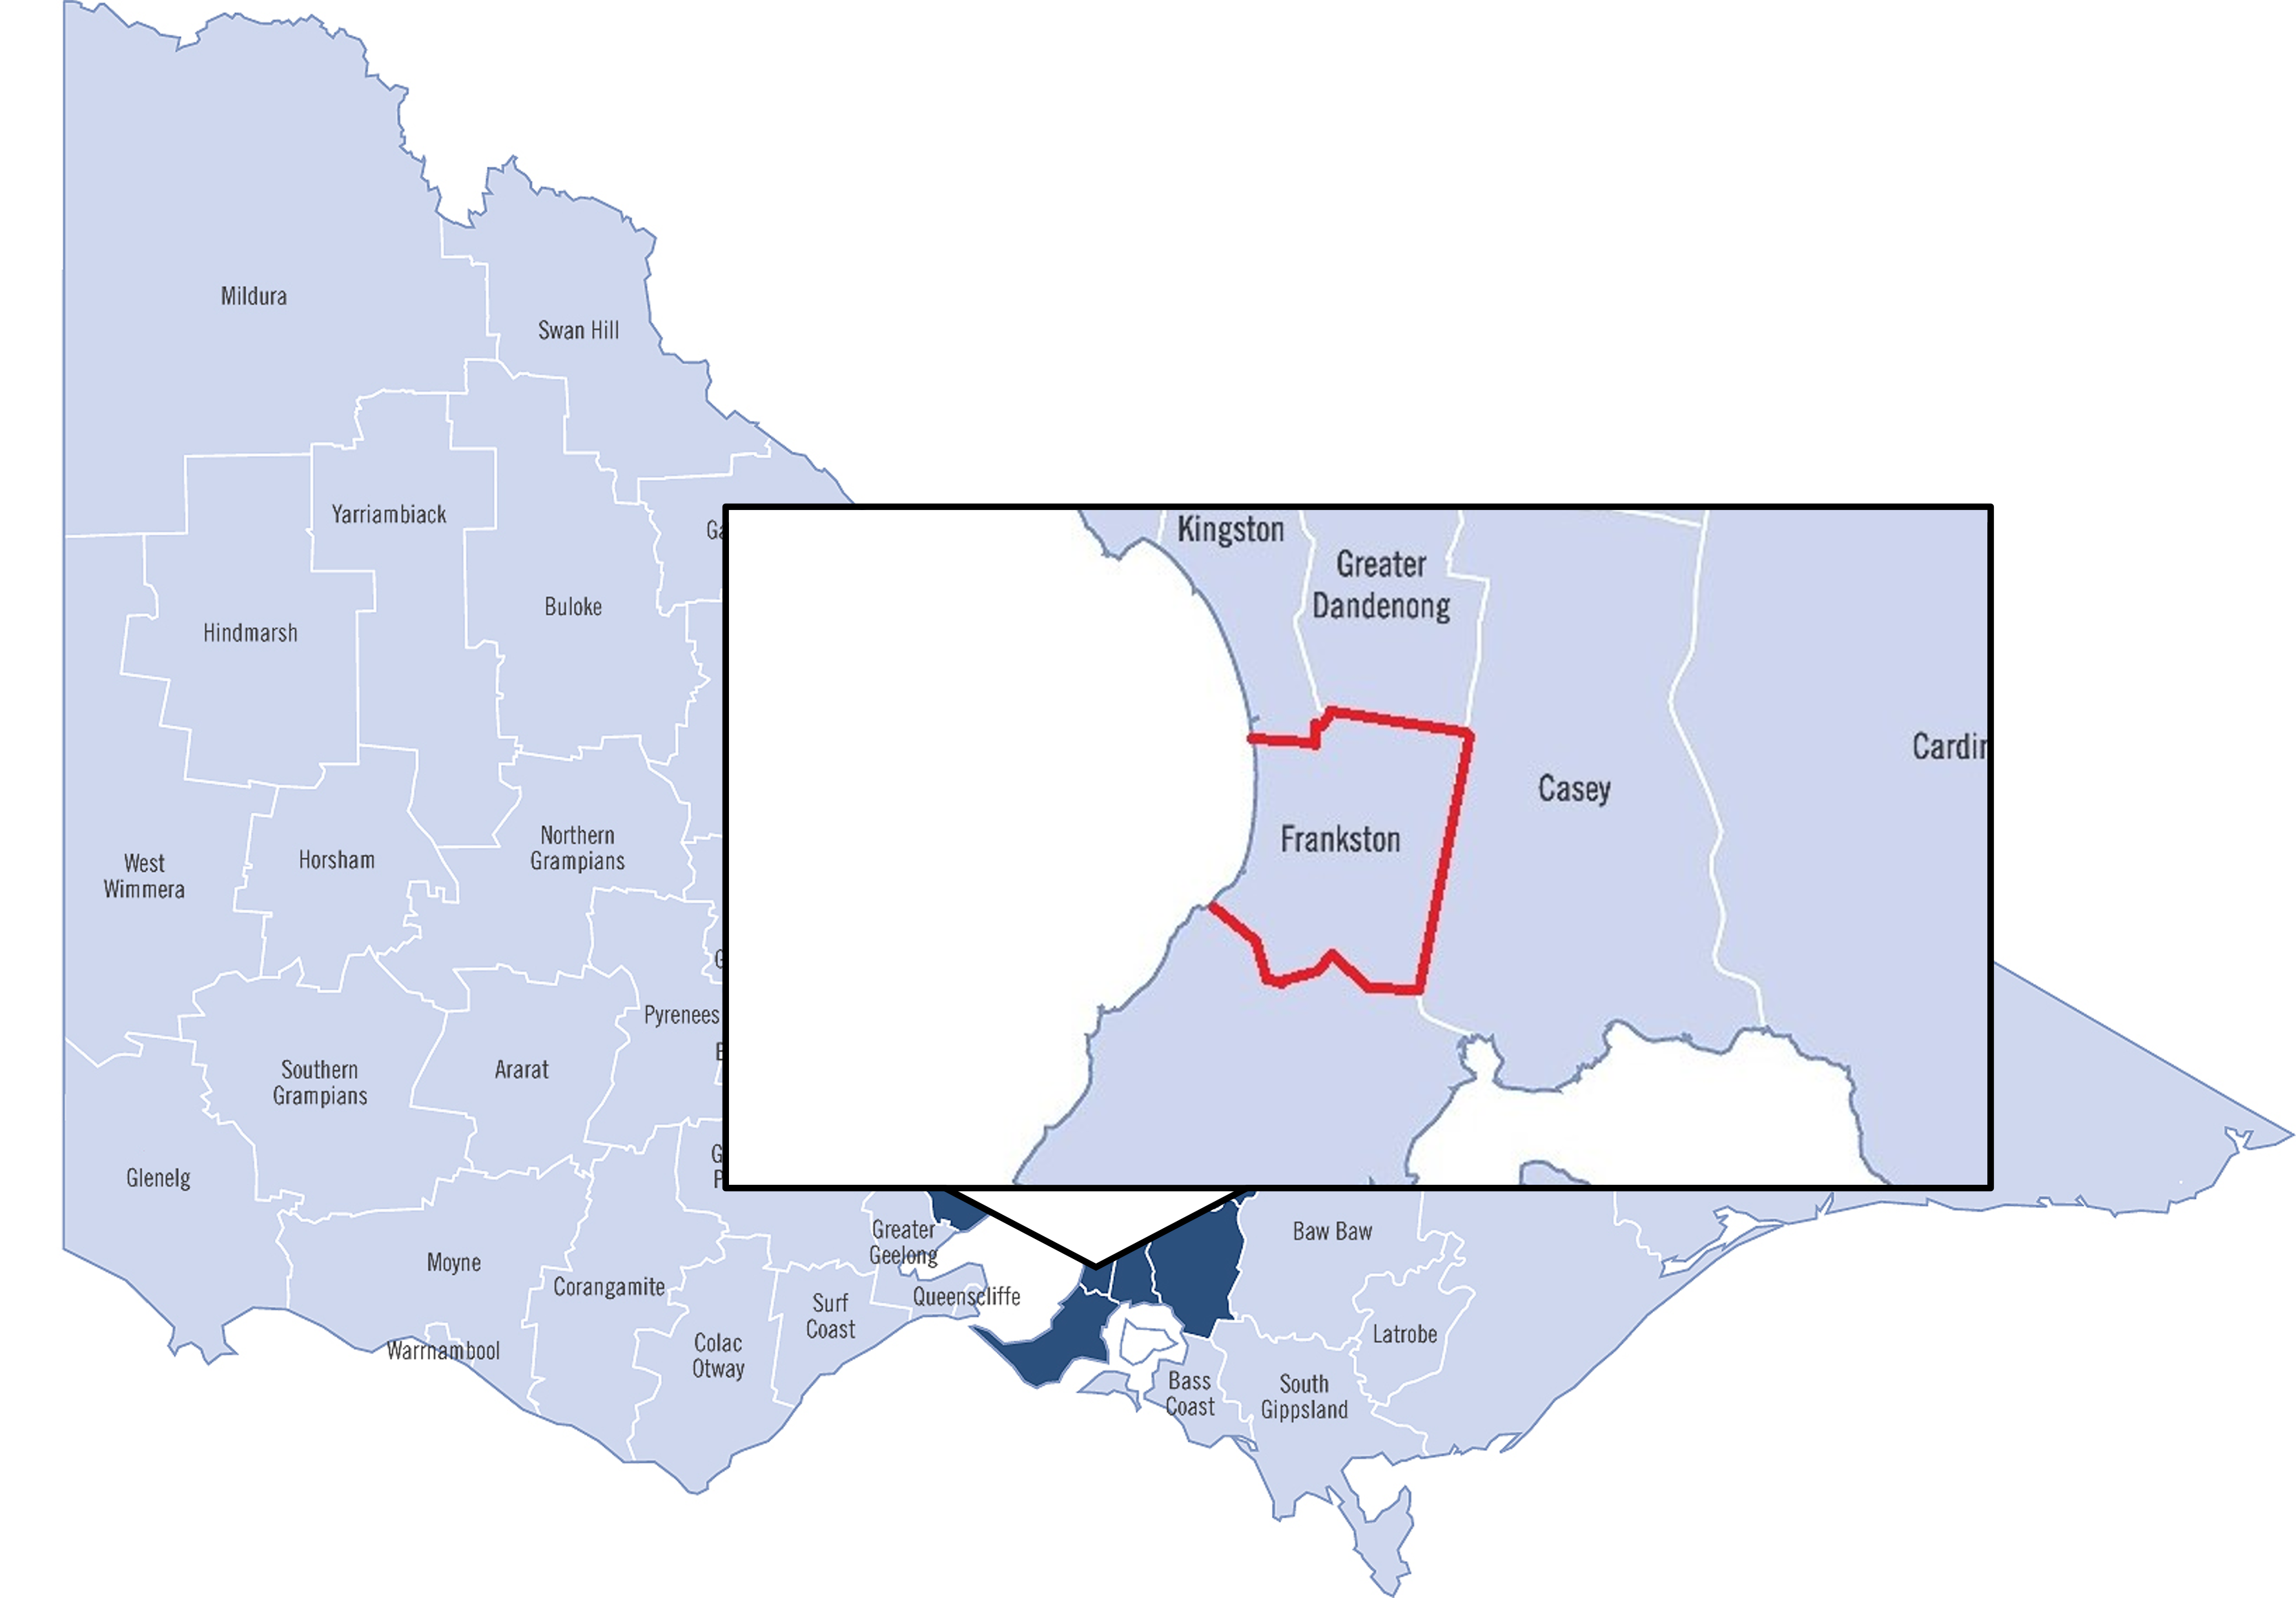 Mildura
Swan Hill
Yarriambiack
Ga
Kingston
Greater
Dandenong
Hindmarsh
Buloke
Cardin
Casey
Northern
Grampians
Frankston
Horsham
West
Wimmera
Pyrenees
Southern
Grampians
Ararat
Glenelg
G
P
Greater
Geelong
Baw Baw
Moyne
Corangamite
Queenscliffe
Surf
Coast
Latrobe
Warrnambool
Colac
Otway
Bass
Coast
South
Gippsland